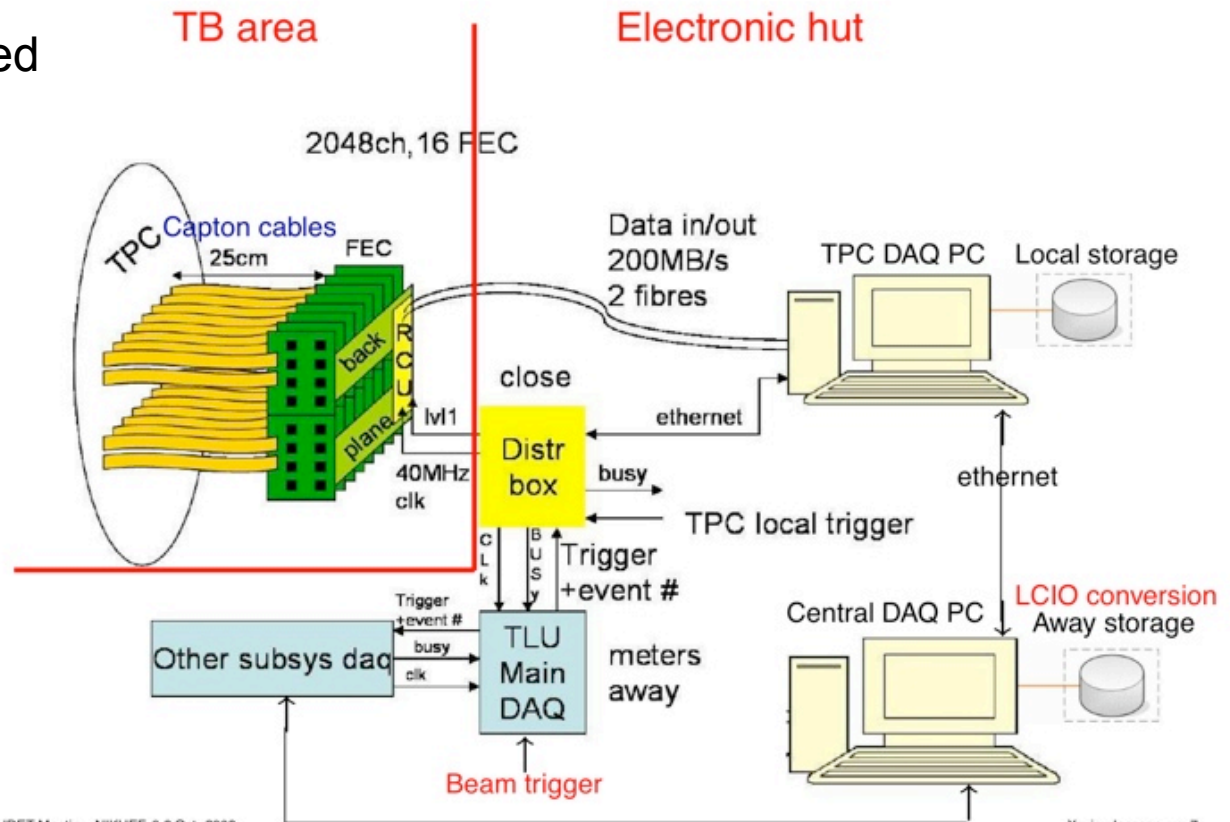 TB area
Electronic hut
ed
2048ch, 16 FEC
TPC
Capton cables
25cm
FEC
back
plane
RCU
Data in/out
200MB/s
2 fibres
TPC DAQ PC
Local storage
close
lvl1
40MHz
clk
Distr
box
ethernet
busy
TPC local trigger
ethernet
CLk
BUSy
Trigger
+event #
Trigger
+event #
busy
clk
Other subsys daq
TLU
Main
DAQ
meters
away
Beam trigger
Central DAQ PC
LCIO conversion
Away storage